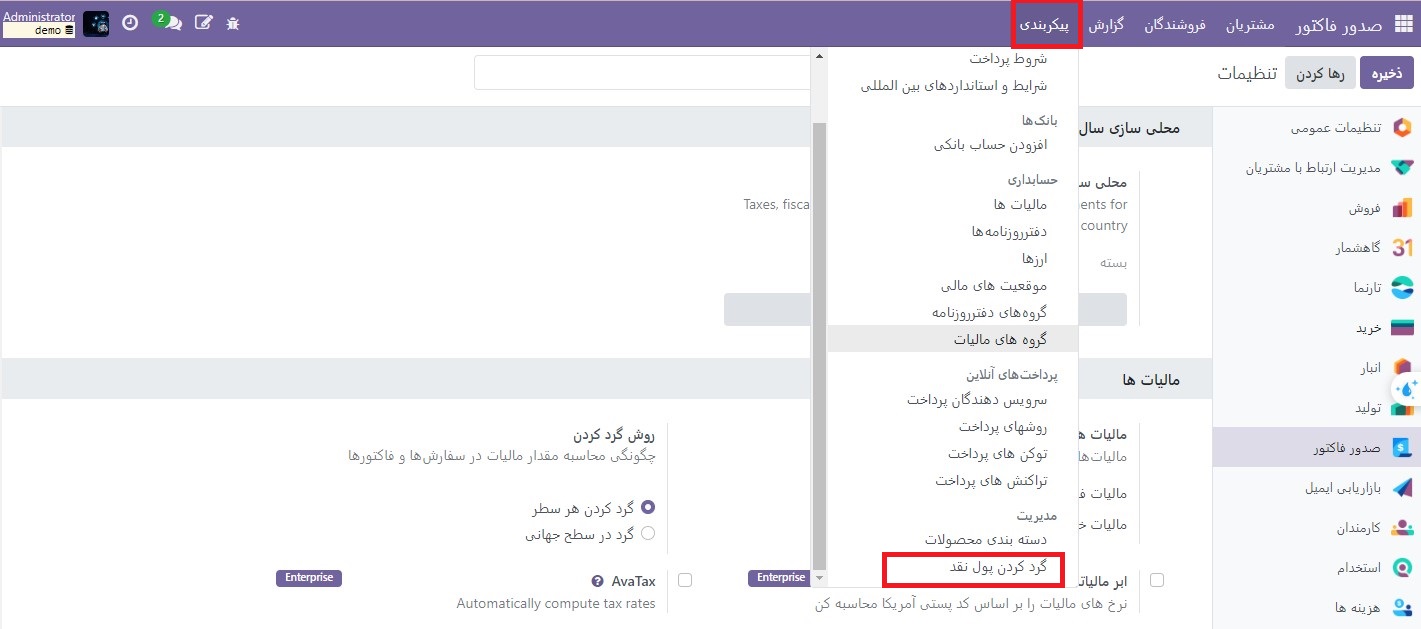 صدور فاکتور مشتریان فروشندگان گزارش پیکربندی
2
Administrator
demo
ذخیره رها کردن تنظیمات
تنظیمات عمومی
مدیریت ارتباط با مشتریان
فروش
31 گاهشمار
تارنما
خرید
انبار
تولید
صدور فاکتور
بازاریابی ایمیل
کارمندان
استخدام
هزینه ها
شروط پرداخت
شرایط و استانداردهای بین المللی
بانک‌ها
افزودن حساب بانکی
حسابداری
مالیات ها
دفترروزنامه‌ها
ارزها
موقعیت های مالی
گروه‌های دفترروزنامه
گروه های مالیات
پرداخت‌های آنلاین
سرویس دهندگان پرداخت
روشهای پرداخت
توکن های پرداخت
تراکنش های پرداخت
مدیریت
دسته بندی محصولات
گرد کردن پول نقد
محلی سازی سال
محلی س
Taxes, fisca
ents for
country
بسته
مالیات ها
مالیات ه
مالیات‌ها
مالیات ف
مالیات خ
روش گرد کردن
چگونگی محاسبه مقدار مالیات در سفارش‌ها و فاکتورها
گرد کردن هر سطر
گرد در سطح جهانی
ابر مالیات
Enterprise
نرخ های مالیات را بر اساس کد پستی آمریکا محاسبه کن
AvaTax ?
Enterprise
Automatically compute tax rates